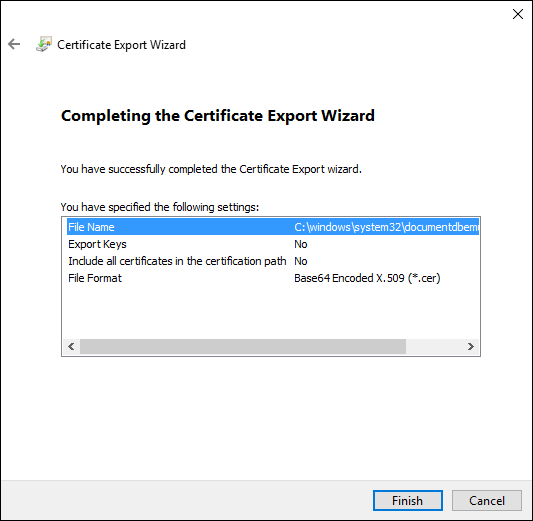 Certificate Export Wizard
Completing the Certificate Export Wizard
You have successfully completed the Certificate Export wizard.
You have specified the following settings:
File Name C:\windows\system32\documentdbemu
Export Keys No
Include all certificates in the certification path No
File Format Base64 Encoded X.509 (*.cer)
Finish Cancel